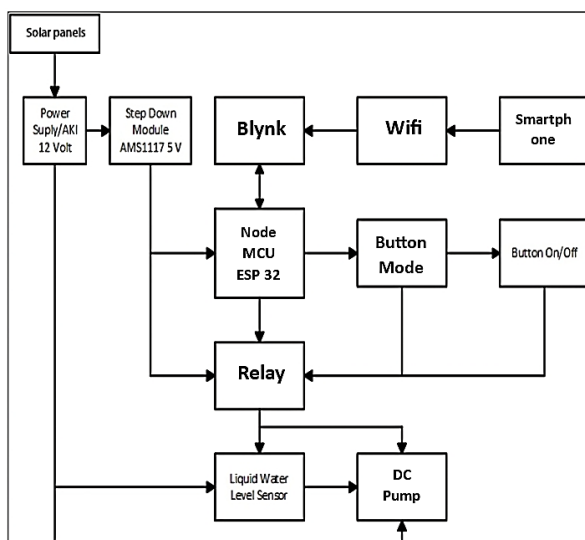 Solar panels
Power
Suply/AKI
12 Volt
Step Down
Module
AMS1117 5 V
Blynk
Wifi
Smartph
one
Node
MCU
ESP 32
Button
Mode
Button On/Off
Relay
Liquid Water
Level Sensor
DC
Pump